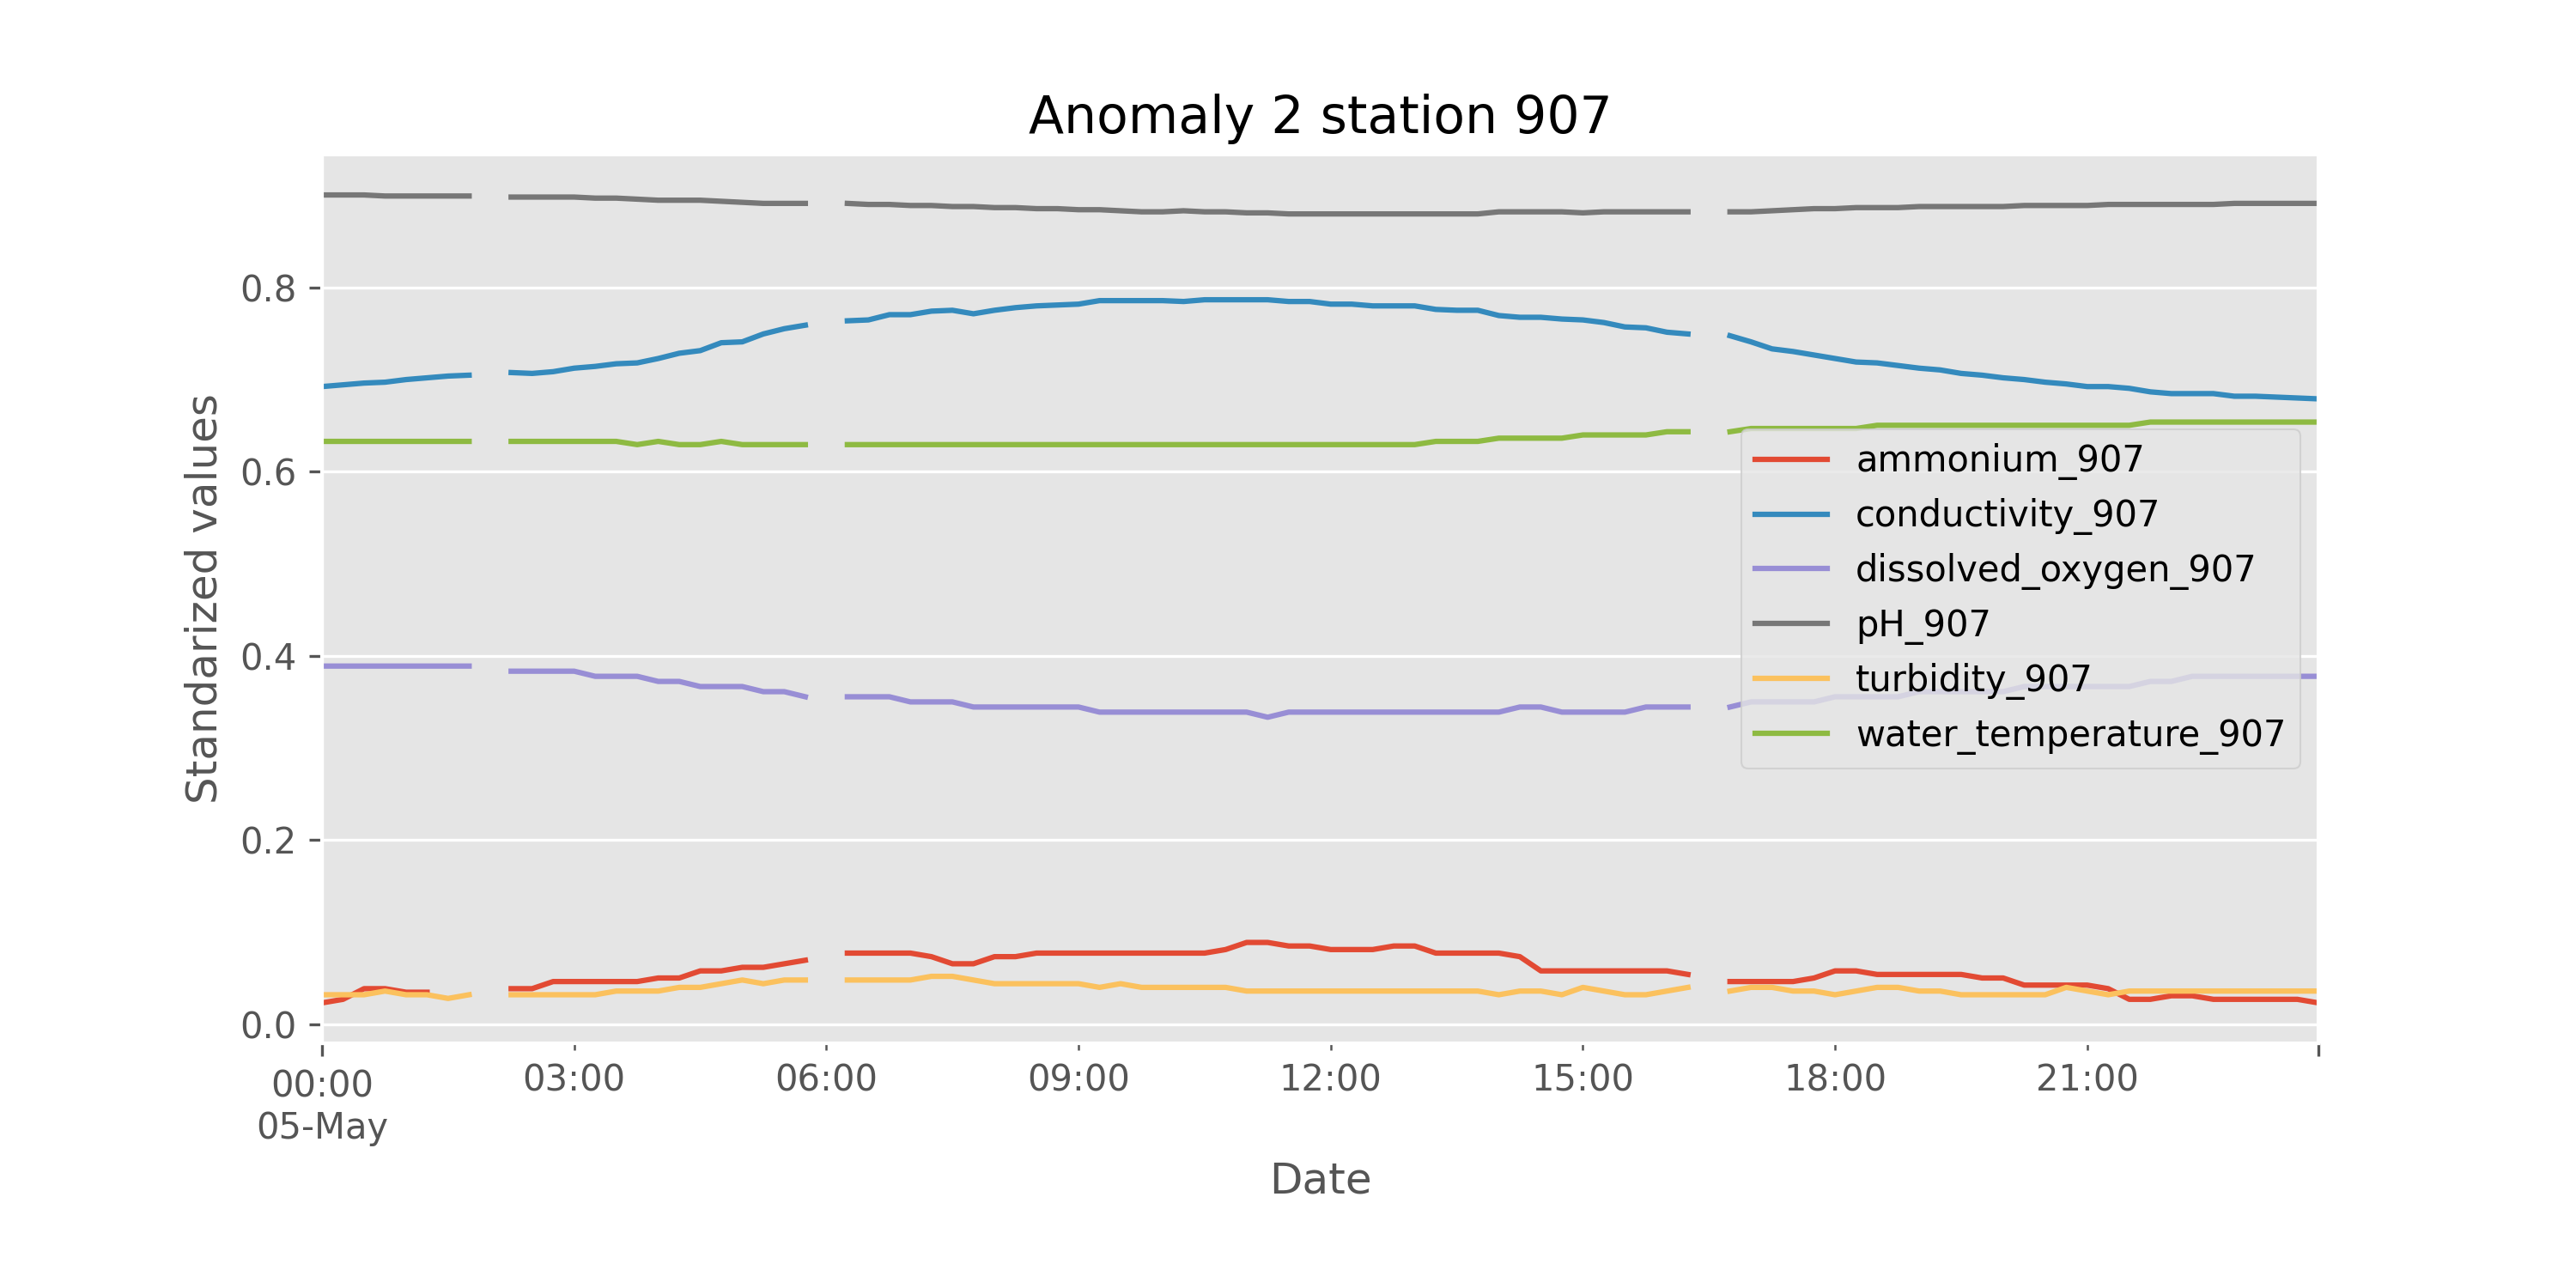 Anomaly 2 station 907
Standarized values
0.8
0.6
0.4
0.2
0.0
ammonium_907
conductivity_907
dissolved_oxygen_907
pH_907
turbidity_907
water_temperature_907
00:00
03:00
06:00
09:00
12:00
15:00
18:00
21:00
05-May
Date